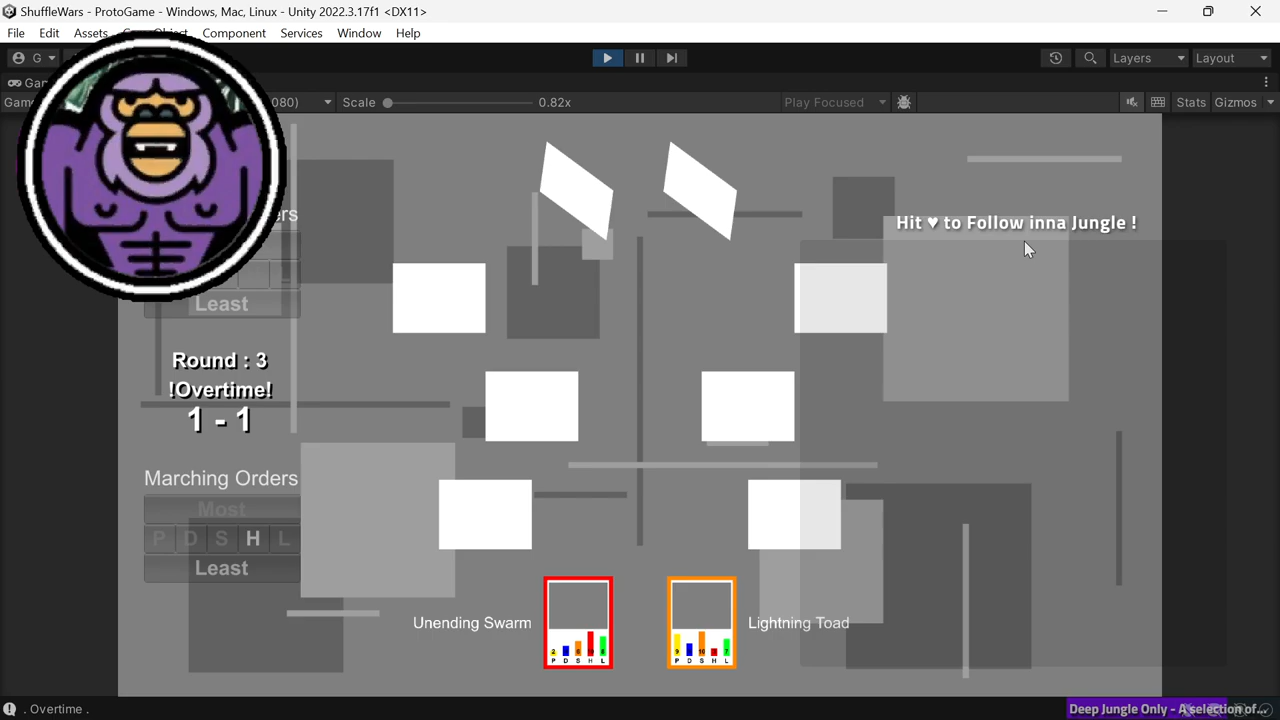 ShuffleWars - ProtoGame - Windows, Mac, Linux - Unity 2022.3.17f1 <DX11>
File Edit Assets Component Services Window Help
G Layers Layout
Scale 0.82x Play Focused Stats Gizmos
Hit ♥ to Follow inna Jungle !
Least
Round : 3
!Overtime!
1 - 1
Marching Orders
Most
P D S H L
Least
Unending Swarm
P D S H L
Lightning Toad
P D S H L
. Overtime .
Deep Jungle Only - A selection of...